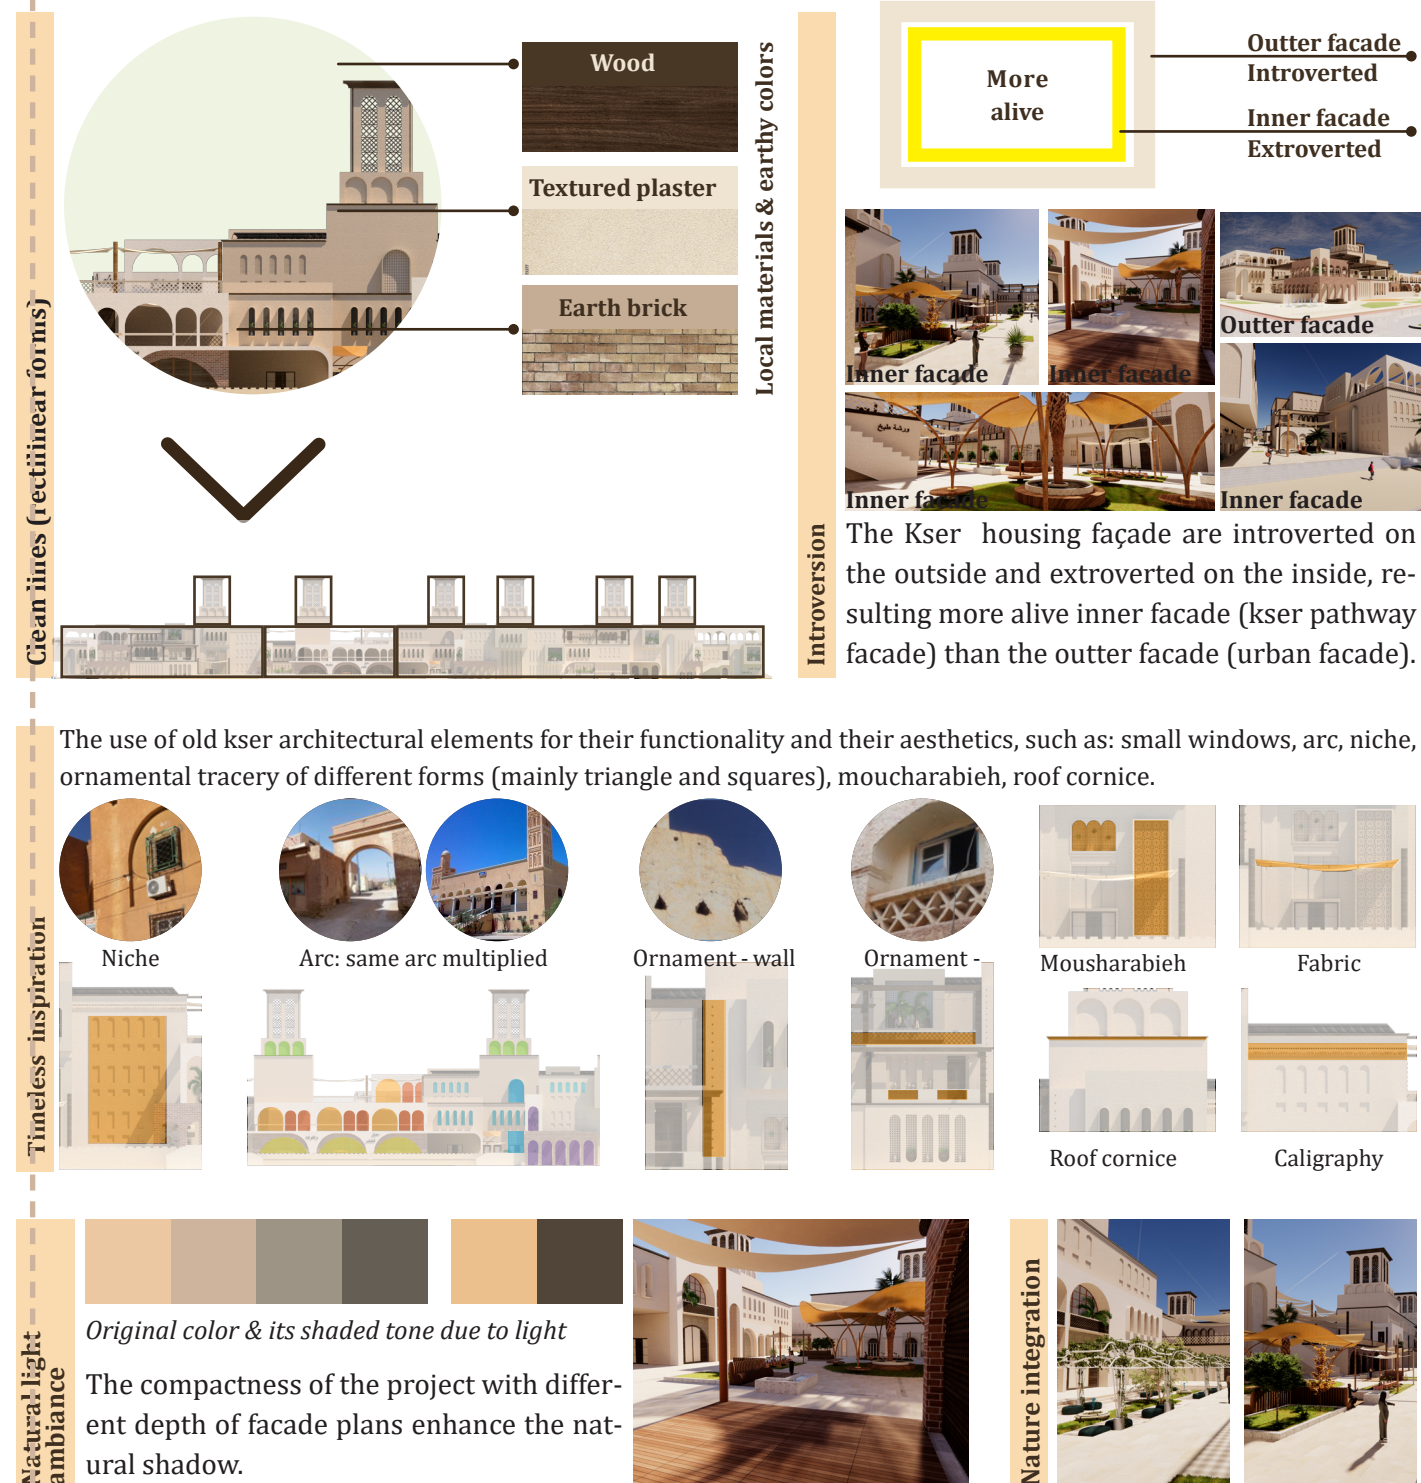 Clean lines (rectilinear forms)
Wood
Textured plaster
Earth brick
Local materials & earthy colors
Introversion
More
alive
Outter facade
Introverted
Inner facade
Extroverted
Inner facade
Inner facade
Outter facade
ورشة طبخ
Inner facade
Inner facade
The Kser housing façade are introverted on
the outside and extroverted on the inside, re-
sulting more alive inner facade (kser pathway
facade) than the outter facade (urban facade).
Timeless inspiration
The use of old kser architectural elements for their functionality and their aesthetics, such as: small windows, arc, niche,
ornamental tracery of different forms (mainly triangle and squares), moucharabieh, roof cornice.
Niche
Arc: same arc multiplied
Ornament - wall
Ornament -
Mousharabieh
Fabric
Roof cornice
Caligraphy
Natural light
ambiance
Original color & its shaded tone due to light
The compactness of the project with differ-
ent depth of facade plans enhance the nat-
ural shadow.
Nature integration